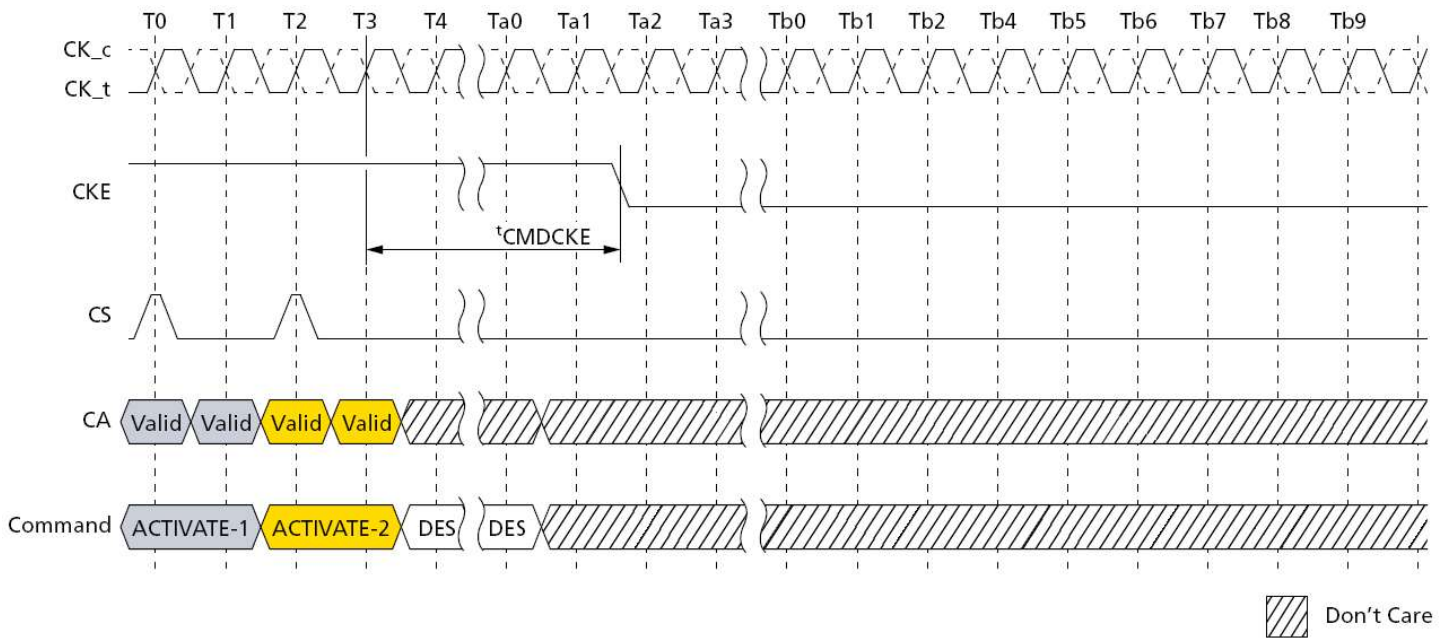 T0 T1 T2 T3 T4 Ta0 Ta1 Ta2 Ta3 Tb0 Tb1 Tb2 Tb4 Tb5 Tb6 Tb7 Tb8 Tb9
CK_c
CK_t
CKE
tCMDCKE
CS
CA Valid Valid Valid Valid
Command ACTIVATE-1 ACTIVATE-2 DES DES
Don't Care